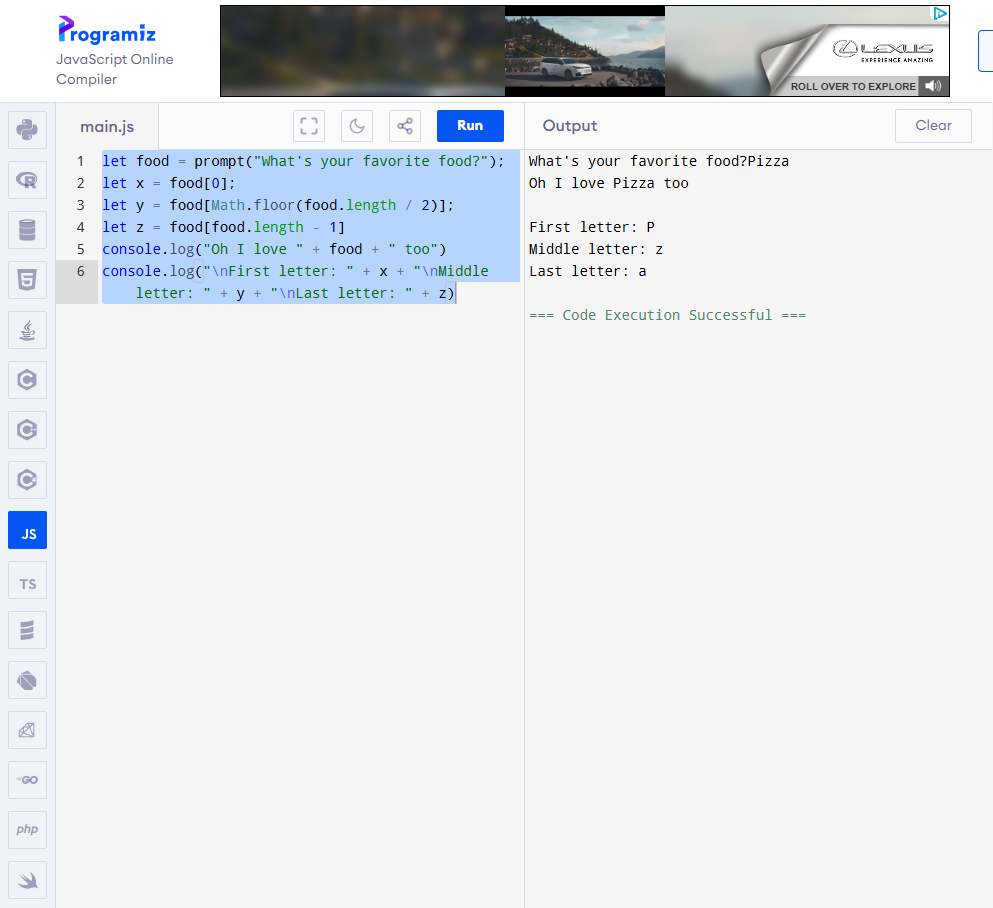 Programiz
JavaScript Online
Compiler
LEXUS
EXPERIENCE AMAZING
ROLL OVER TO EXPLORE
main.js
Run
Output
Clear
1 let food = prompt("What's your favorite food?");
2 let x = food[0];
3 let y = food[Math.floor(food.length / 2)];
4 let z = food[food.length - 1]
5 console.log("Oh I love " + food + " too")
6 console.log("\nFirst letter: " + x + "\nMiddle
letter: " + y + "\nLast letter: " + z)
What's your favorite food?Pizza
Oh I love Pizza too
First letter: P
Middle letter: z
Last letter: a
=== Code Execution Successful ===
JS
TS
GO
php